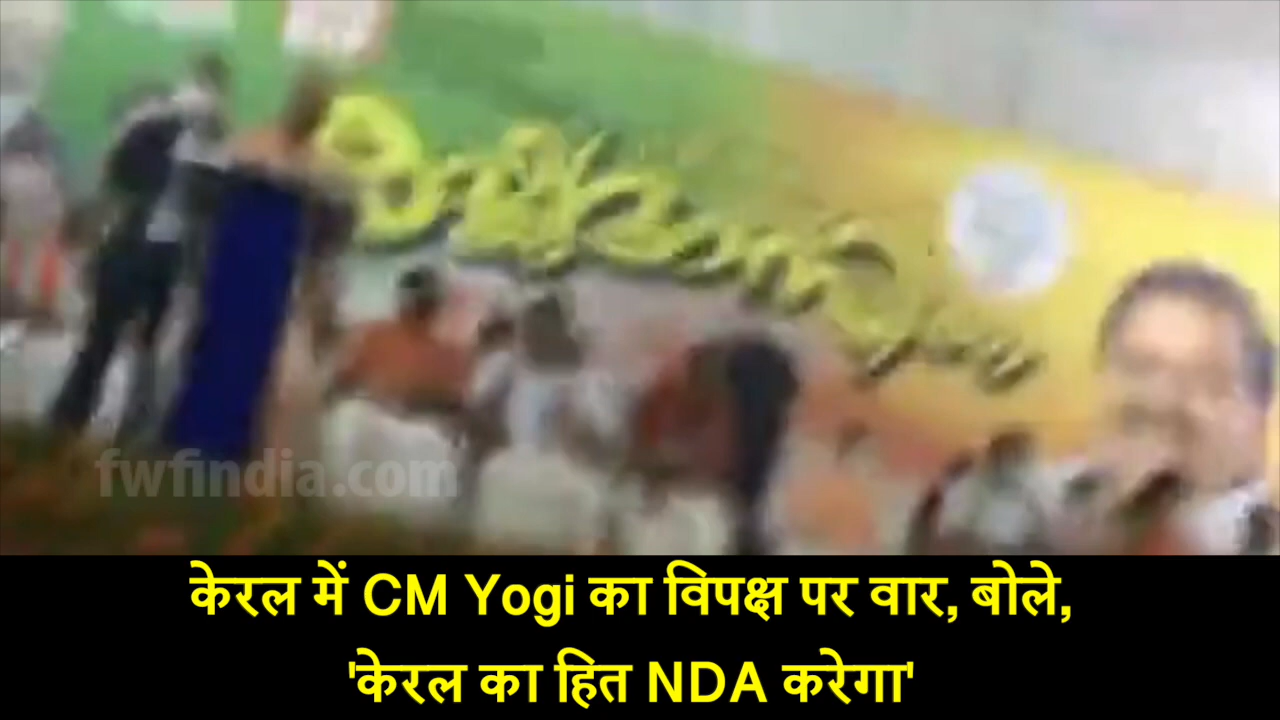 fwfindia.com
केरल में CM Yogi का विपक्ष पर वार, बोले,
'केरल का हित NDA करेगा'